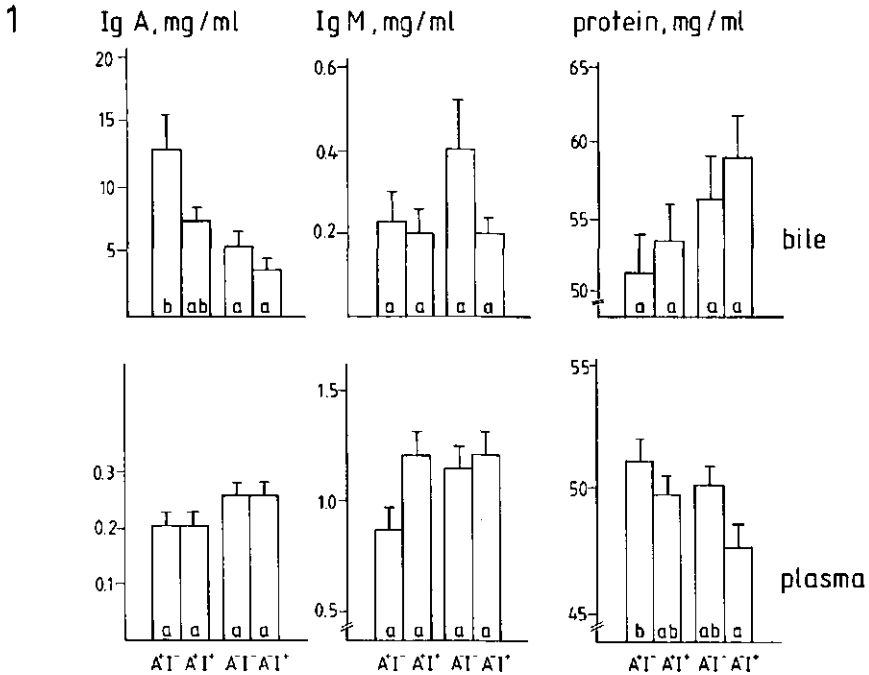 1
Ig A, mg/ml
Ig M, mg/ml
protein, mg/ml
20
15
10
5
b ab a a
0.6
0.4
0.2
a a a a
65
60
55
50
a a a a
bile
0.3
0.2
0.1
a a a a
1.5
1.0
0.5
a a a a
55
50
45
b ab ab a
plasma
A⁺I⁻ A⁺I⁺ A⁻I⁻ A⁻I⁺
A⁺I⁻ A⁺I⁺ A⁻I⁻ A⁻I⁺
A⁺I⁻ A⁺I⁺ A⁻I⁻ A⁻I⁺